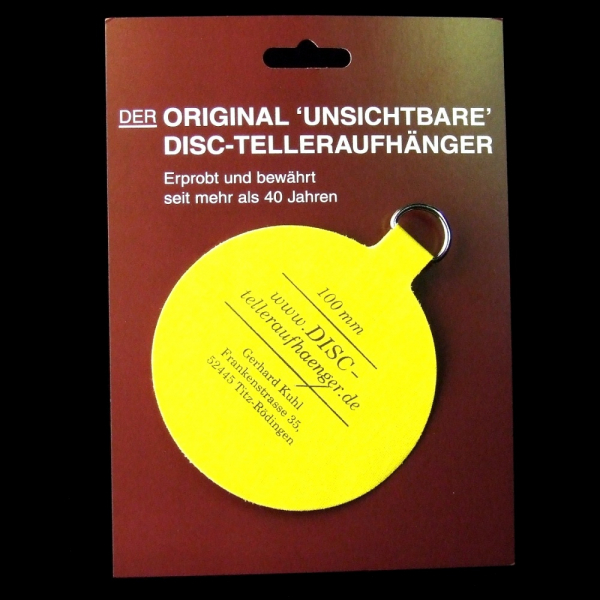 DER ORIGINAL ‘UNSICHTBARE’
DISC-TELLERAUFHÄNGER
Erprobt und bewährt
seit mehr als 40 Jahren
100 mm
www.DISC-
telleraufhaenger.de
Gerhard Kuhl
Frankenstrasse 35,
52445 Titz-Rödingen